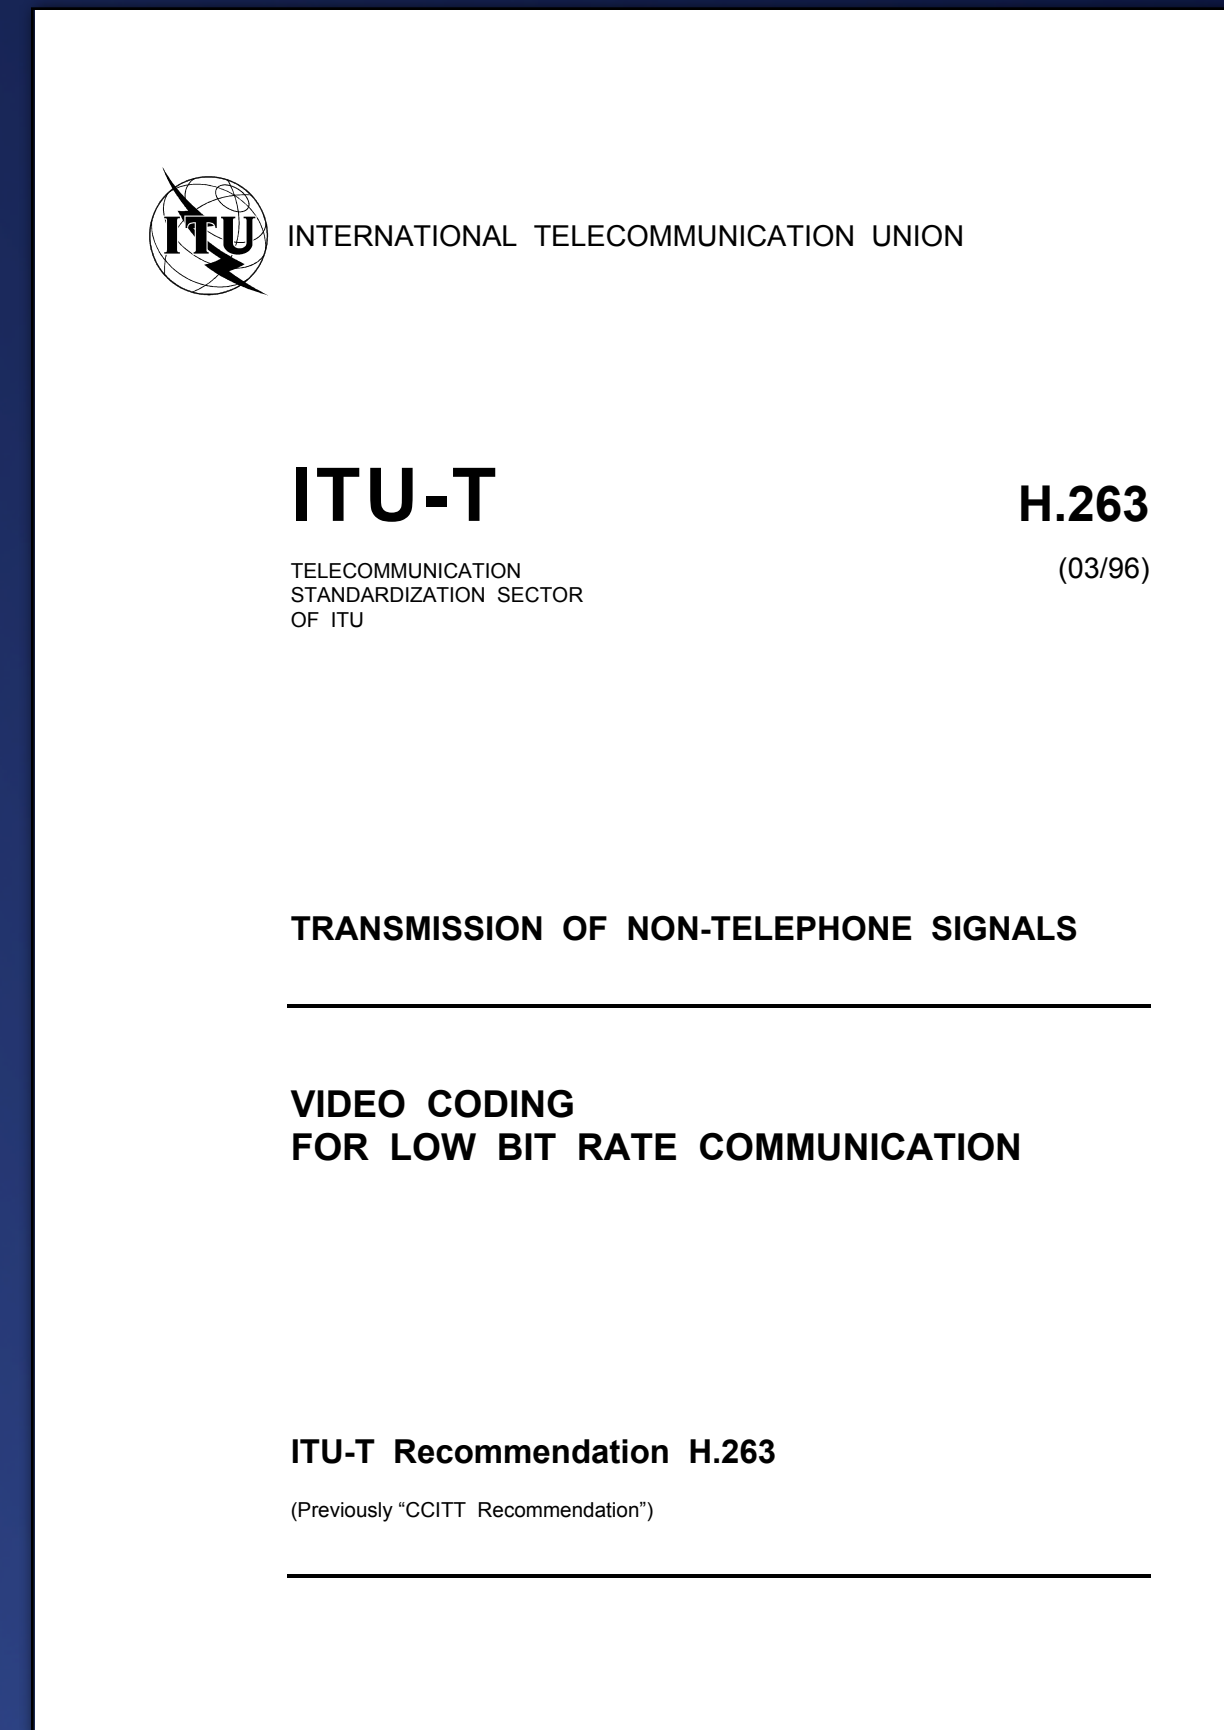 ITU
INTERNATIONAL TELECOMMUNICATION UNION
ITU-T
H.263
TELECOMMUNICATION
STANDARDIZATION SECTOR
OF ITU
(03/96)
TRANSMISSION OF NON-TELEPHONE SIGNALS
VIDEO CODING
FOR LOW BIT RATE COMMUNICATION
ITU-T Recommendation H.263
(Previously “CCITT Recommendation”)